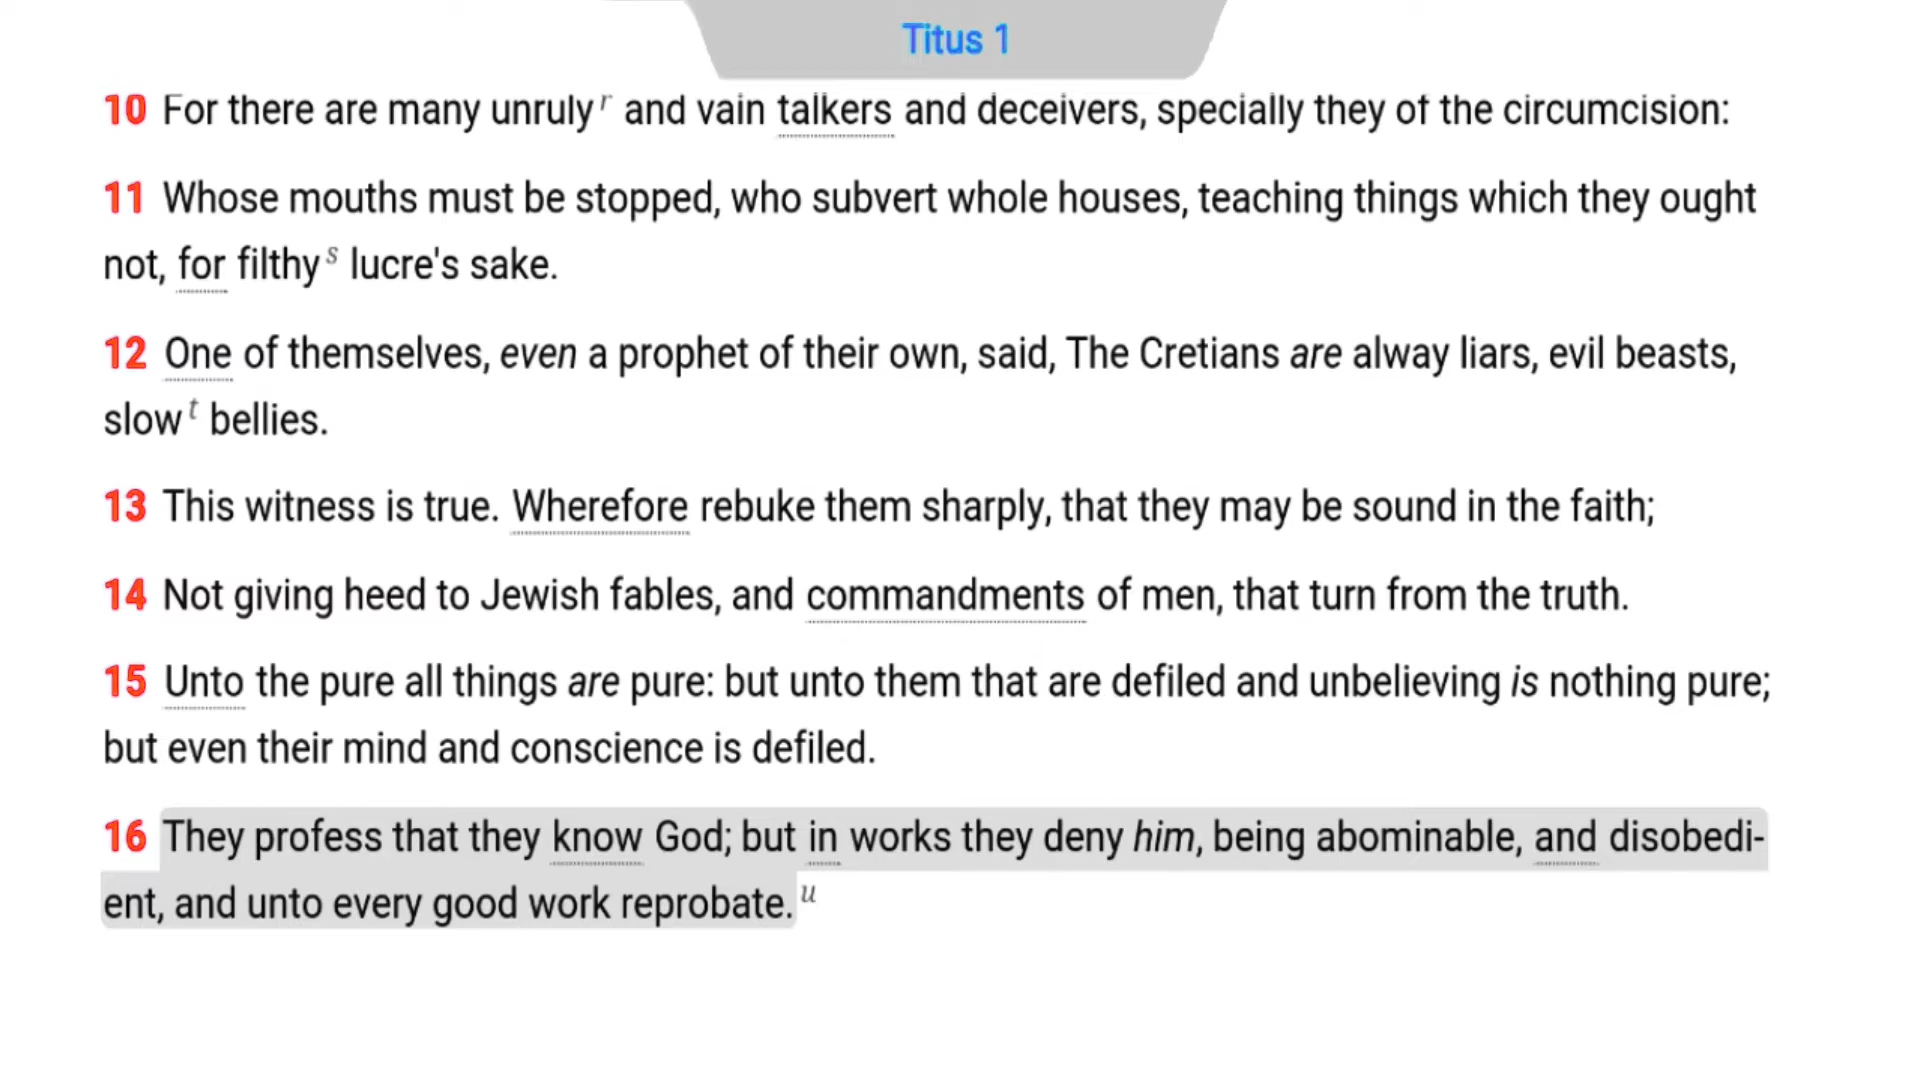 Titus 1
10 For there are many unruly r and vain talkers and deceivers, specially they of the circumcision:
11 Whose mouths must be stopped, who subvert whole houses, teaching things which they ought
not, for filthy s lucre's sake.
12 One of themselves, even a prophet of their own, said, The Cretians are alway liars, evil beasts,
slow t bellies.
13 This witness is true. Wherefore rebuke them sharply, that they may be sound in the faith;
14 Not giving heed to Jewish fables, and commandments of men, that turn from the truth.
15 Unto the pure all things are pure: but unto them that are defiled and unbelieving is nothing pure;
but even their mind and conscience is defiled.
16 They profess that they know God; but in works they deny him, being abominable, and disobedi-
ent, and unto every good work reprobate. u